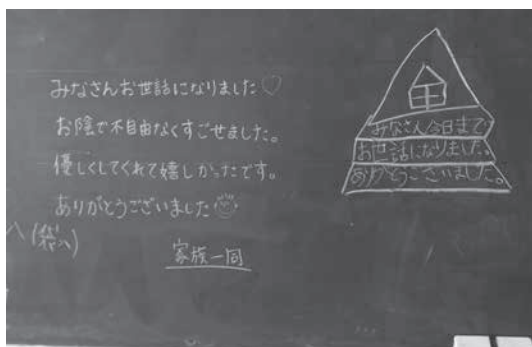 みなさんお世話になりました♡
お陰で不自由なくすごせました。
優しくしてくれて嬉しかったです。
ありがとうございました
家族一同
みなさん今日まで
お世話になりました。
ありがとうございました。